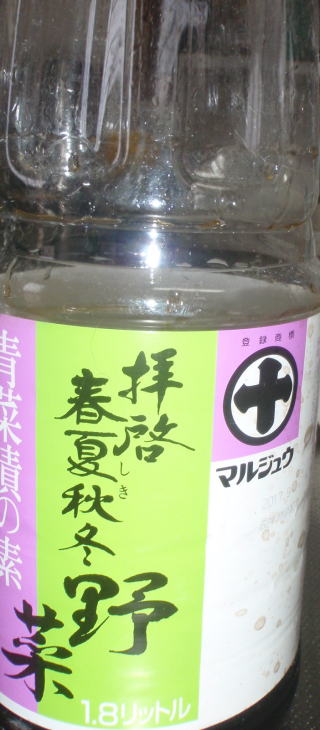 登録商標
十
マルジュウ
拝啓
春夏秋冬
しき
野菜
青菜漬の素
1.8リットル